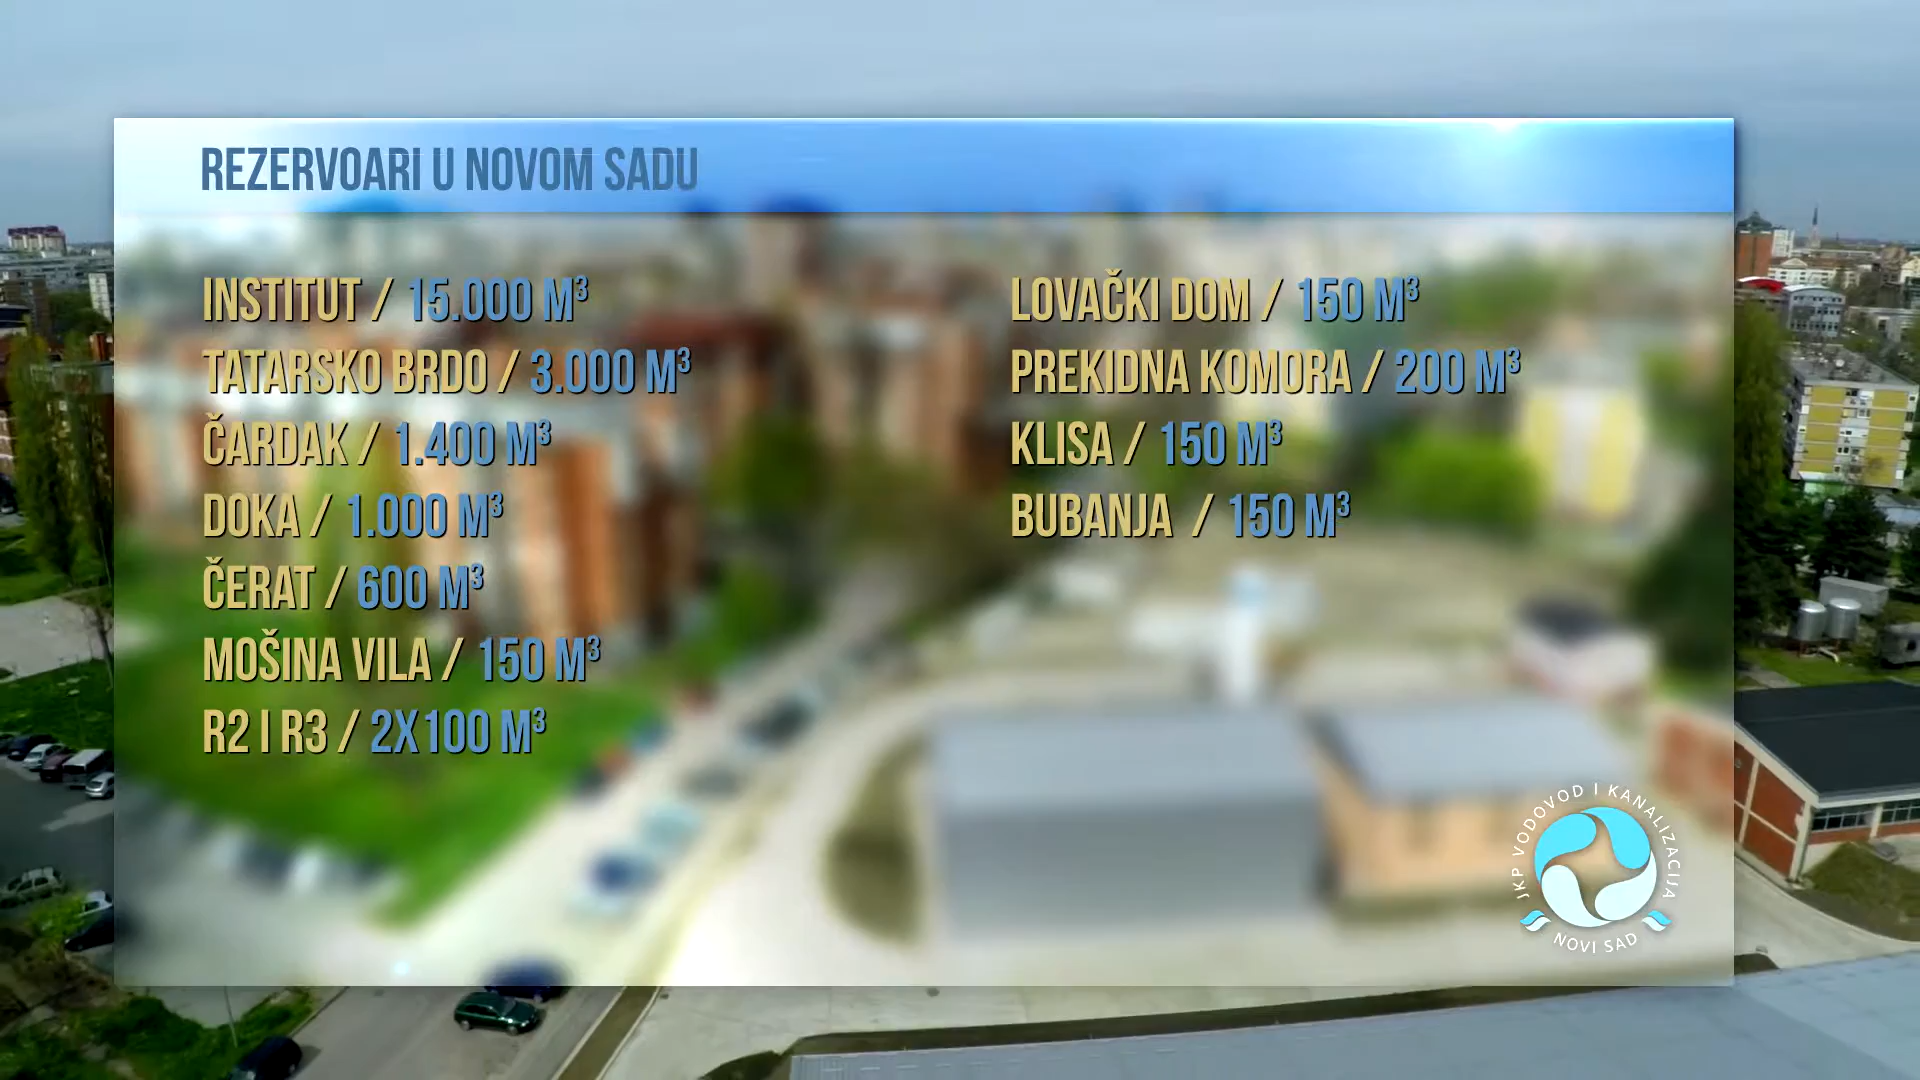 REZERVOARI U NOVOM SADU
INSTITUT / 15.000 M³
TATARSKO BRDO / 3.000 M³
ČARDAK / 1.400 M³
DOKA / 1.000 M³
ČERAT / 600 M³
MOŠINA VILA / 150 M³
R2 I R3 / 2X100 M³
LOVAČKI DOM / 150 M³
PREKIDNA KOMORA / 200 M³
KLISA / 150 M³
BUBANJA / 150 M³
JKP VODOVOD I KANALIZACIJA
NOVI SAD